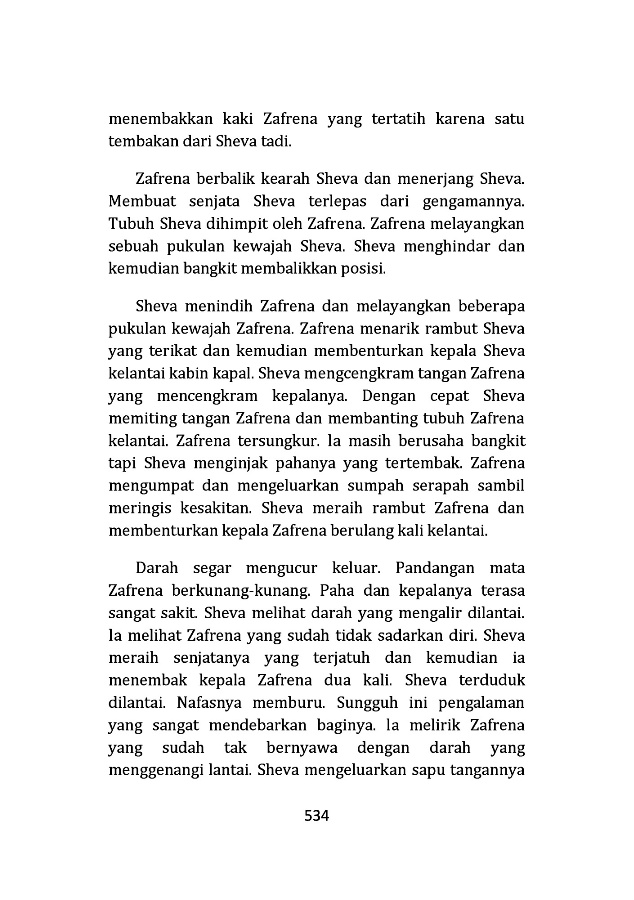 menembakkan kaki Zafrena yang tertatih karena satu
tembakan dari Sheva tadi.
Zafrena berbalik kearah Sheva dan menerjang Sheva.
Membuat senjata Sheva terlepas dari gengamannya.
Tubuh Sheva dihimpit oleh Zafrena. Zafrena melayangkan
sebuah pukulan kewajah Sheva. Sheva menghindar dan
kemudian bangkit membalikkan posisi.
Sheva menindih Zafrena dan melayangkan beberapa
pukulan kewajah Zafrena. Zafrena menarik rambut Sheva
yang terikat dan kemudian membenturkan kepala Sheva
kelantai kabin kapal. Sheva mengcengkram tangan Zafrena
yang mencengkram kepalanya. Dengan cepat Sheva
memiting tangan Zafrena dan membanting tubuh Zafrena
kelantai. Zafrena tersungkur. Ia masih berusaha bangkit
tapi Sheva menginjak pahanya yang tertembak. Zafrena
mengumpat dan mengeluarkan sumpah serapah sambil
meringis kesakitan. Sheva meraih rambut Zafrena dan
membenturkan kepala Zafrena berulang kali kelantai.
Darah segar mengucur keluar. Pandangan mata
Zafrena berkunang-kunang. Paha dan kepalanya terasa
sangat sakit. Sheva melihat darah yang mengalir dilantai.
Ia melihat Zafrena yang sudah tidak sadarkan diri. Sheva
meraih senjatanya yang terjatuh dan kemudian ia
menembak kepala Zafrena dua kali. Sheva terduduk
dilantai. Nafasnya memburu. Sungguh ini pengalaman
yang sangat mendebarkan baginya. Ia melirik Zafrena
yang sudah tak bernyawa dengan darah yang
menggenangi lantai. Sheva mengeluarkan sapu tangannya
534